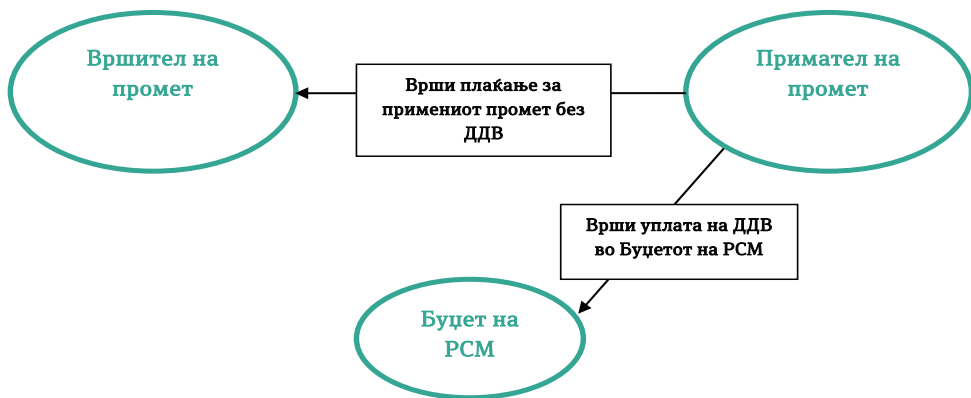 Вршител на
промет
Врши плаќање за
примениот промет без
ДДВ
Примател на
промет
Врши уплата на ДДВ
во Буџетот на РСМ
Буџет на
РСМ